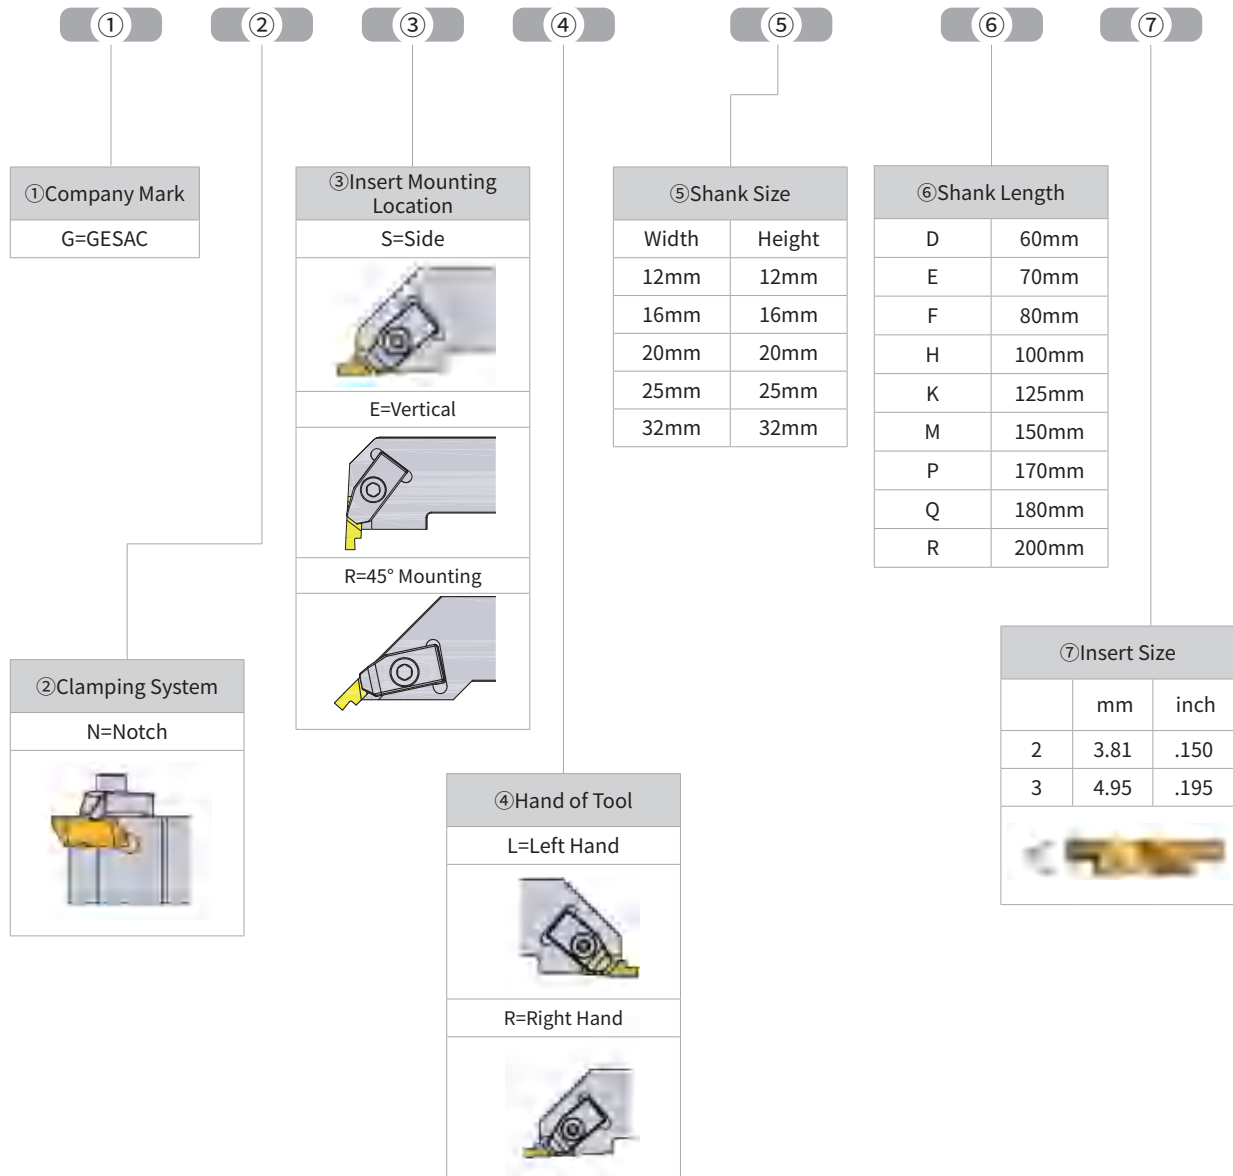 ① ② ③ ④ ⑤ ⑥ ⑦
①Company Mark
G=GESAC
②Clamping System
N=Notch
③Insert Mounting
Location
S=Side
E=Vertical
R=45° Mounting
④Hand of Tool
L=Left Hand
R=Right Hand
⑤Shank Size
Width Height
12mm 12mm
16mm 16mm
20mm 20mm
25mm 25mm
32mm 32mm
⑥Shank Length
D 60mm
E 70mm
F 80mm
H 100mm
K 125mm
M 150mm
P 170mm
Q 180mm
R 200mm
⑦Insert Size
mm inch
2 3.81 .150
3 4.95 .195